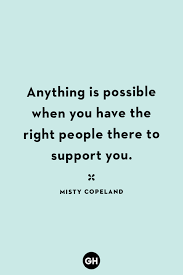 Anything is possible
when you have the
right people there to
support you.
MISTY COPELAND
GH